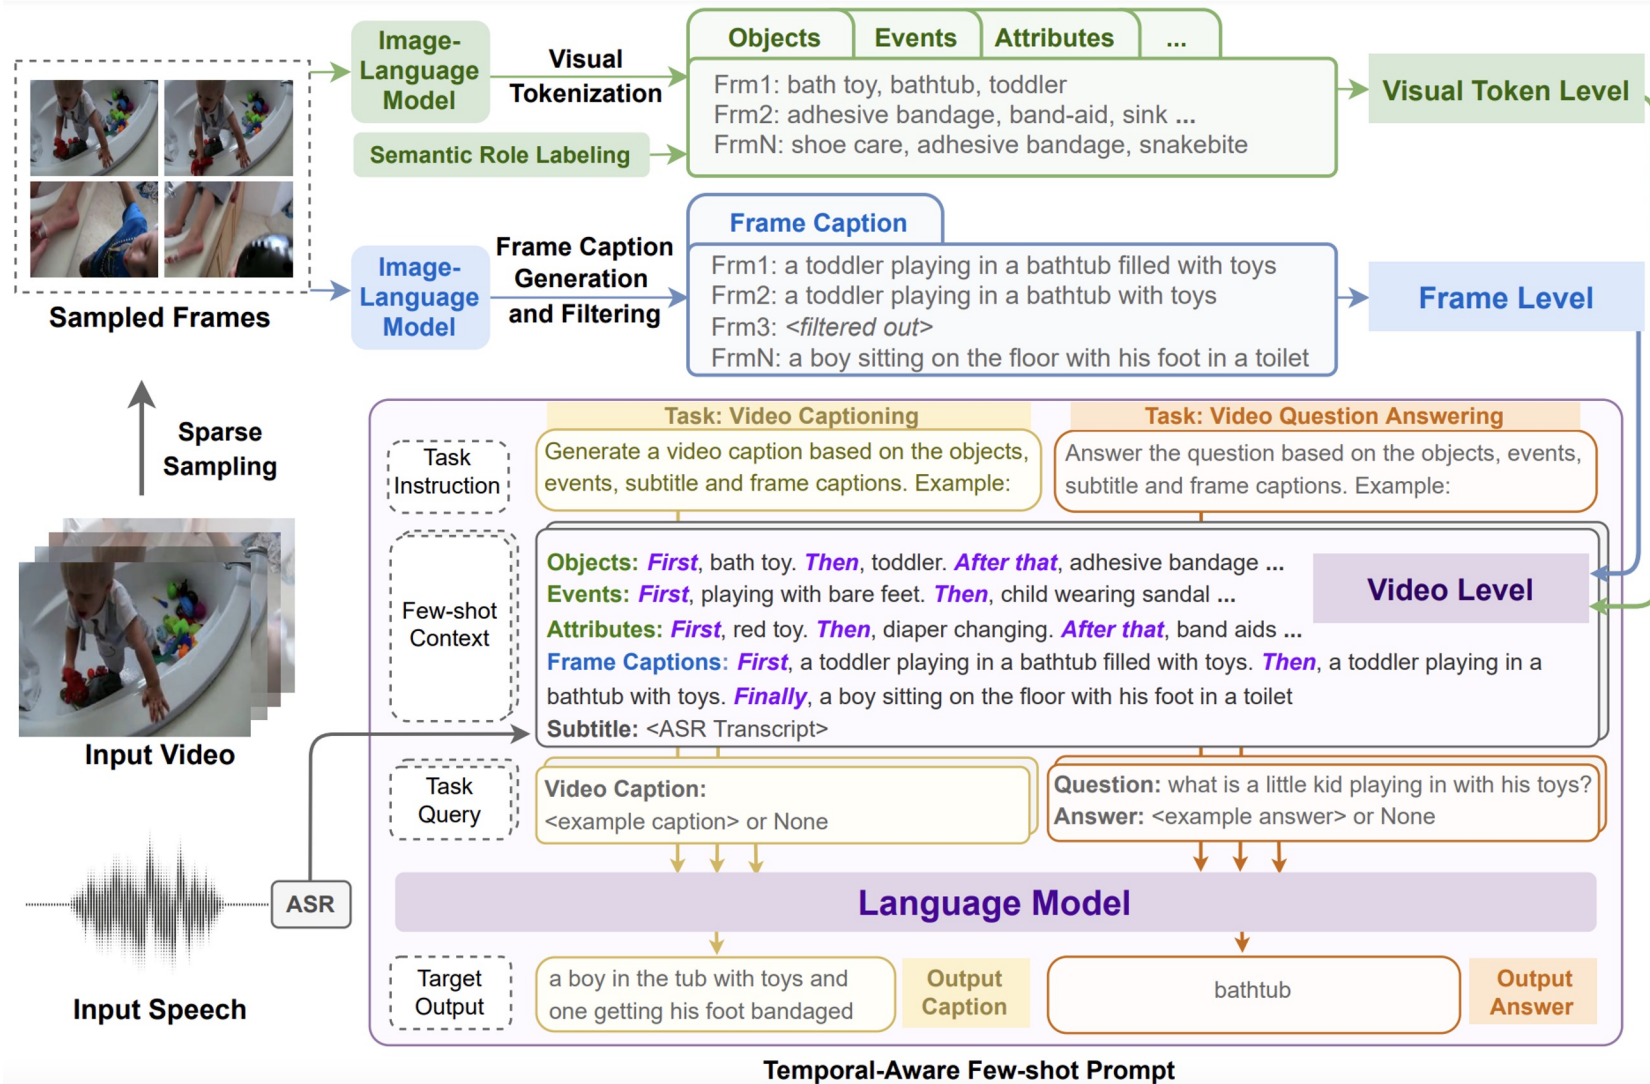 Image-
Language
Model
Visual
Tokenization
Semantic Role Labeling
Objects
Events
Attributes
...
Frm1: bath toy, bathtub, toddler
Frm2: adhesive bandage, band-aid, sink ...
FrmN: shoe care, adhesive bandage, snakebite
Visual Token Level
Sampled Frames
Image-
Language
Model
Frame Caption
Generation
and Filtering
Frame Caption
Frm1: a toddler playing in a bathtub filled with toys
Frm2: a toddler playing in a bathtub with toys
Frm3: <filtered out>
FrmN: a boy sitting on the floor with his foot in a toilet
Frame Level
Sparse
Sampling
Input Video
Input Speech
ASR
Task: Video Captioning
Task: Video Question Answering
Task
Instruction
Generate a video caption based on the objects,
events, subtitle and frame captions. Example:
Answer the question based on the objects, events,
subtitle and frame captions. Example:
Few-shot
Context
Objects: First, bath toy. Then, toddler. After that, adhesive bandage ...
Events: First, playing with bare feet. Then, child wearing sandal ...
Attributes: First, red toy. Then, diaper changing. After that, band aids ...
Frame Captions: First, a toddler playing in a bathtub filled with toys. Then, a toddler playing in a
bathtub with toys. Finally, a boy sitting on the floor with his foot in a toilet
Subtitle: <ASR Transcript>
Video Level
Task
Query
Video Caption:
<example caption> or None
Question: what is a little kid playing in with his toys?
Answer: <example answer> or None
Language Model
Target
Output
a boy in the tub with toys and
one getting his foot bandaged
Output
Caption
bathtub
Output
Answer
Temporal-Aware Few-shot Prompt